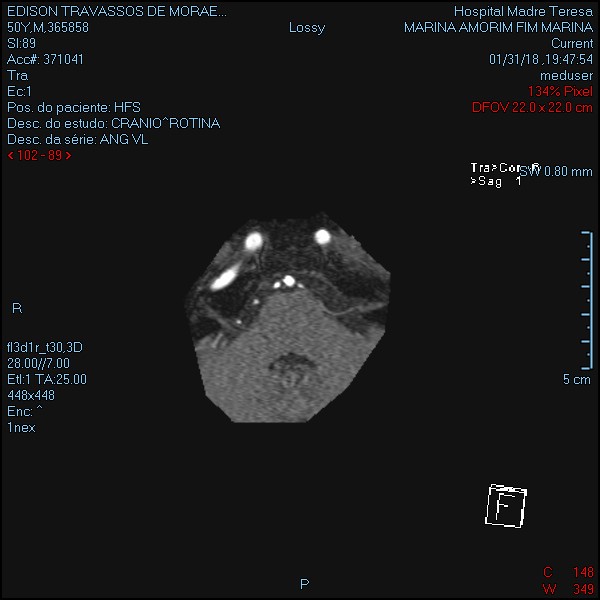 EDISON TRAVASSOS DE MORAE...
50Y,M,365858
SI:89
Acc#: 371041
Tra
Ec:1
Pos. do paciente: HFS
Desc. do estudo: CRANIO^ROTINA
Desc. da série: ANG VL
< 102 - 89 >
Lossy
Hospital Madre Teresa
MARINA AMORIM FIM MARINA
Current
01/31/18 ,19:47:54
meduser
134% Pixel
DFOV 22.0 x 22.0 cm
Tra>Cor
SW 0.80 mm
>Sag 1
R
fl3d1r_t30,3D
28.00//7.00
Etl:1 TA:25.00
448x448
Enc: ^
1nex
5 cm
F
P
C 148
W 349